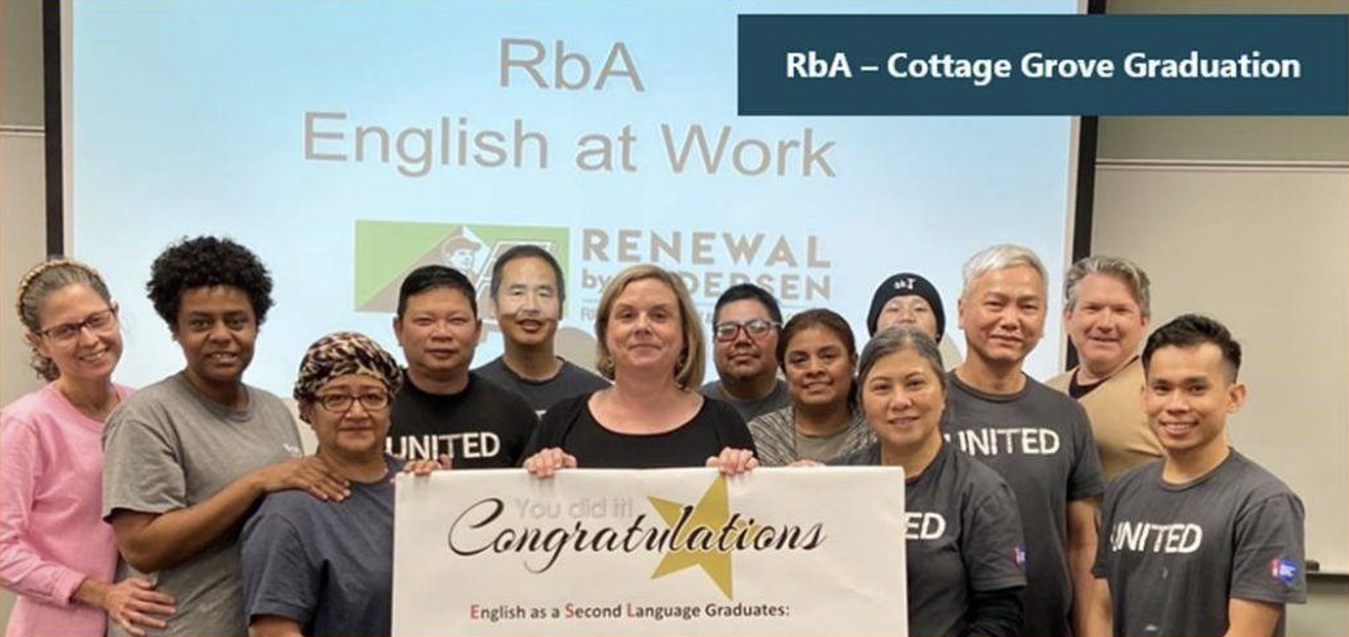 RbA – Cottage Grove Graduation
RbA
English at Work
RENEWAL
UNITED
UNITED
ED
UNITED
You did it!
Congratulations
English as a Second Language Graduates: